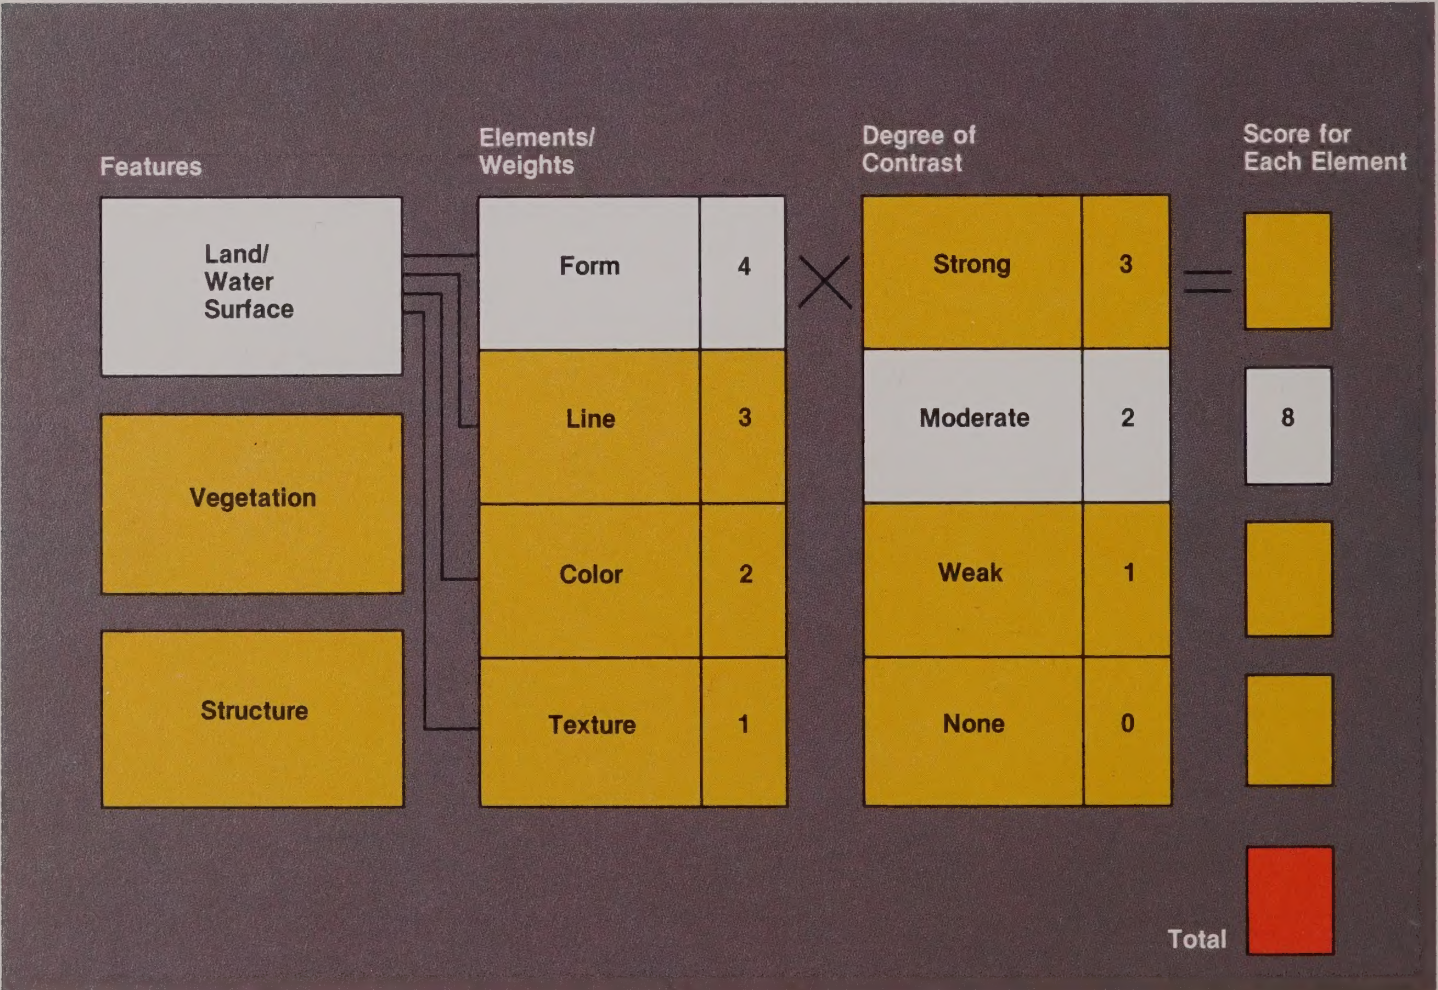 Features
Elements/
Weights
Degree of
Contrast
Score for
Each Element
Land/
Water
Surface
Form 4
Strong 3
Line 3
Moderate 2
8
Vegetation
Color 2
Weak 1
Structure
Texture 1
None 0
Total